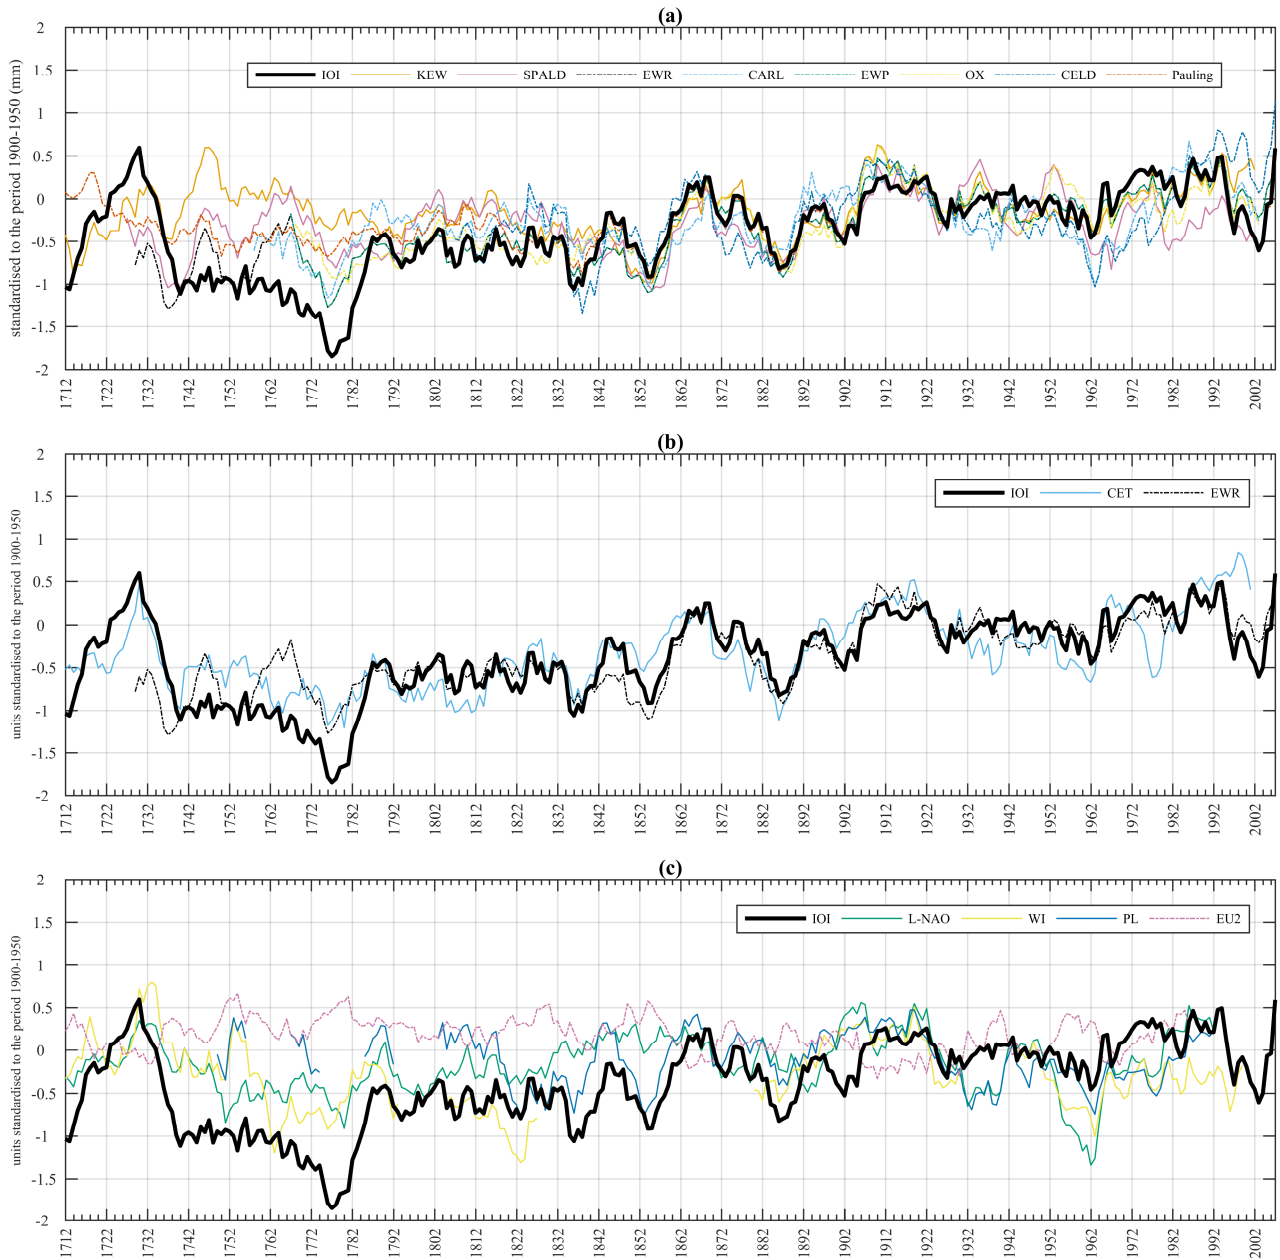 (a)
standardised to the period 1900-1950 (mm)
2
1.5
1
0.5
0
-0.5
-1
-1.5
-2
IOI KEW SPALD EWR CARL EWP OX CELD Pauling
1712 1722 1732 1742 1752 1762 1772 1782 1792 1802 1812 1822 1832 1842 1852 1862 1872 1882 1892 1902 1912 1922 1932 1942 1952 1962 1972 1982 1992 2002
(b)
units standardised to the period 1900-1950
2
1.5
1
0.5
0
-0.5
-1
-1.5
-2
IOI CET EWR
1712 1722 1732 1742 1752 1762 1772 1782 1792 1802 1812 1822 1832 1842 1852 1862 1872 1882 1892 1902 1912 1922 1932 1942 1952 1962 1972 1982 1992 2002
(c)
units standardised to the period 1900-1950
2
1.5
1
0.5
0
-0.5
-1
-1.5
-2
IOI L-NAO WI PL EU2
1712 1722 1732 1742 1752 1762 1772 1782 1792 1802 1812 1822 1832 1842 1852 1862 1872 1882 1892 1902 1912 1922 1932 1942 1952 1962 1972 1982 1992 2002